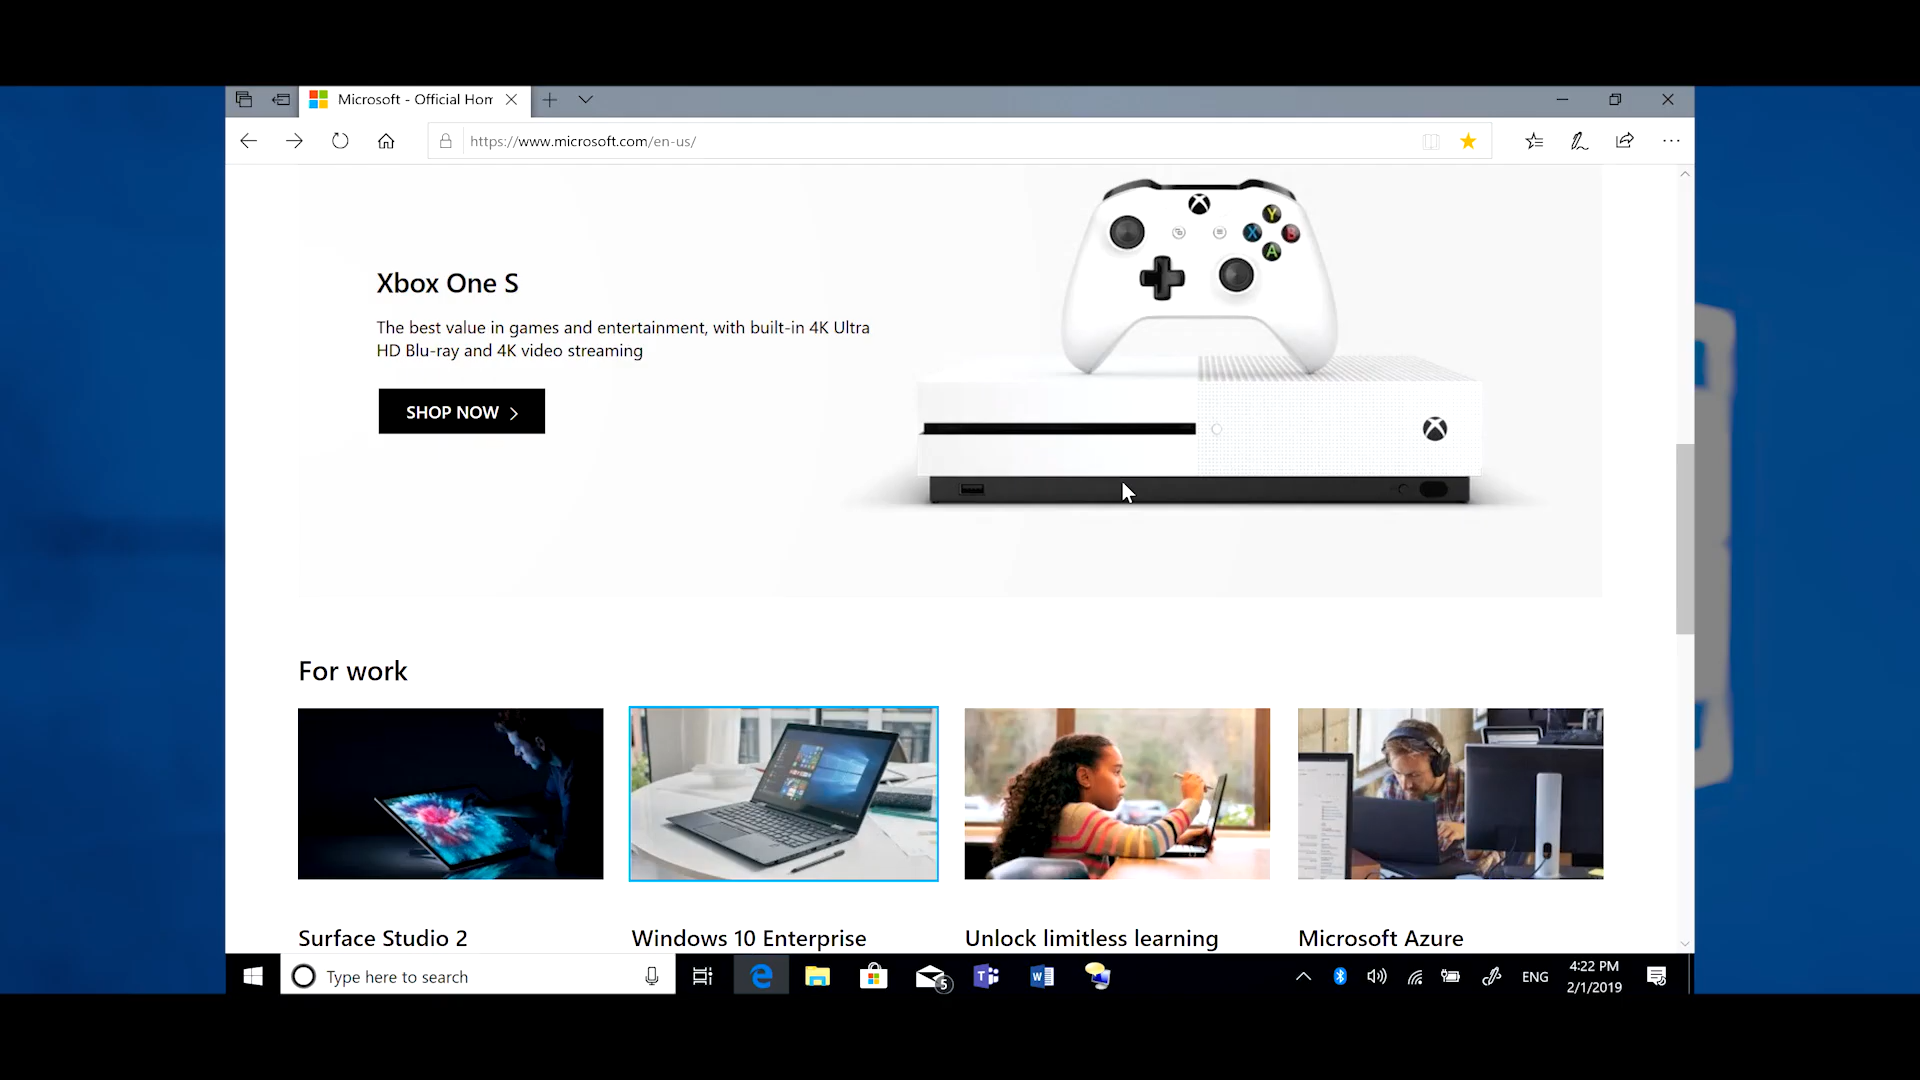 Microsoft - Official Hom
https://www.microsoft.com/en-us/
Y
X
B
A
Xbox One S
The best value in games and entertainment, with built-in 4K Ultra
HD Blu-ray and 4K video streaming
SHOP NOW
For work
Surface Studio 2
Windows 10 Enterprise
Unlock limitless learning
Microsoft Azure
Type here to search
5
T
W
ENG
4:22 PM
2/1/2019